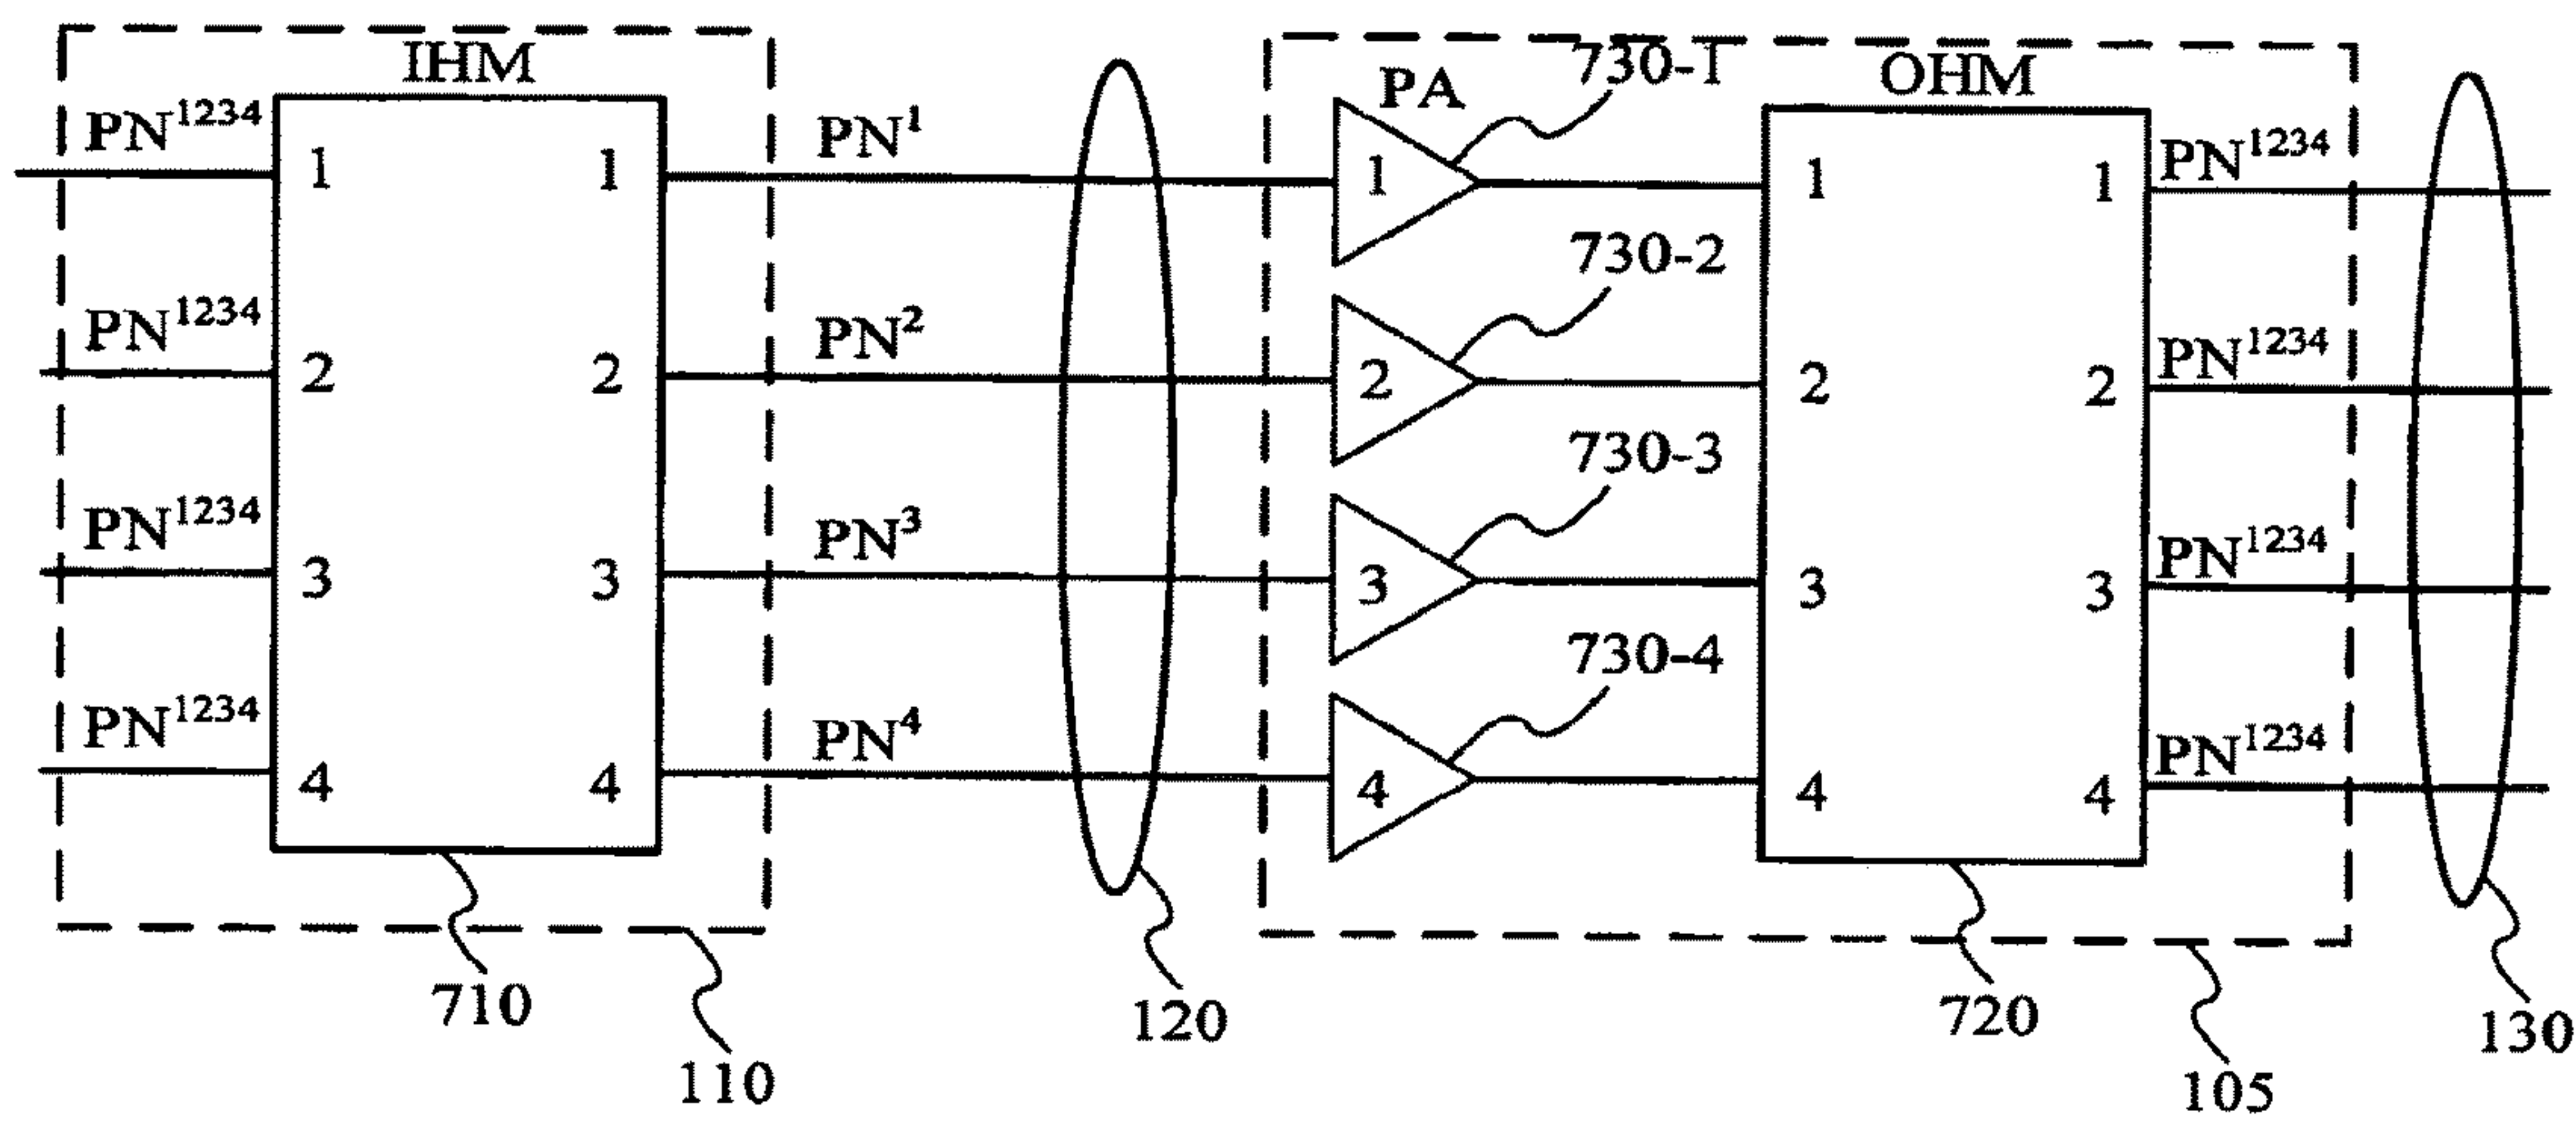 IHM
PA
730-1
OHM
PN¹²³⁴ 1 1 PN¹ 1 1 1 PN¹²³⁴
730-2
PN¹²³⁴ 2 2 PN² 2 2 2 PN¹²³⁴
730-3
PN¹²³⁴ 3 3 PN³ 3 3 3 PN¹²³⁴
730-4
PN¹²³⁴ 4 4 PN⁴ 4 4 4 PN¹²³⁴
710
120
720
130
110
105